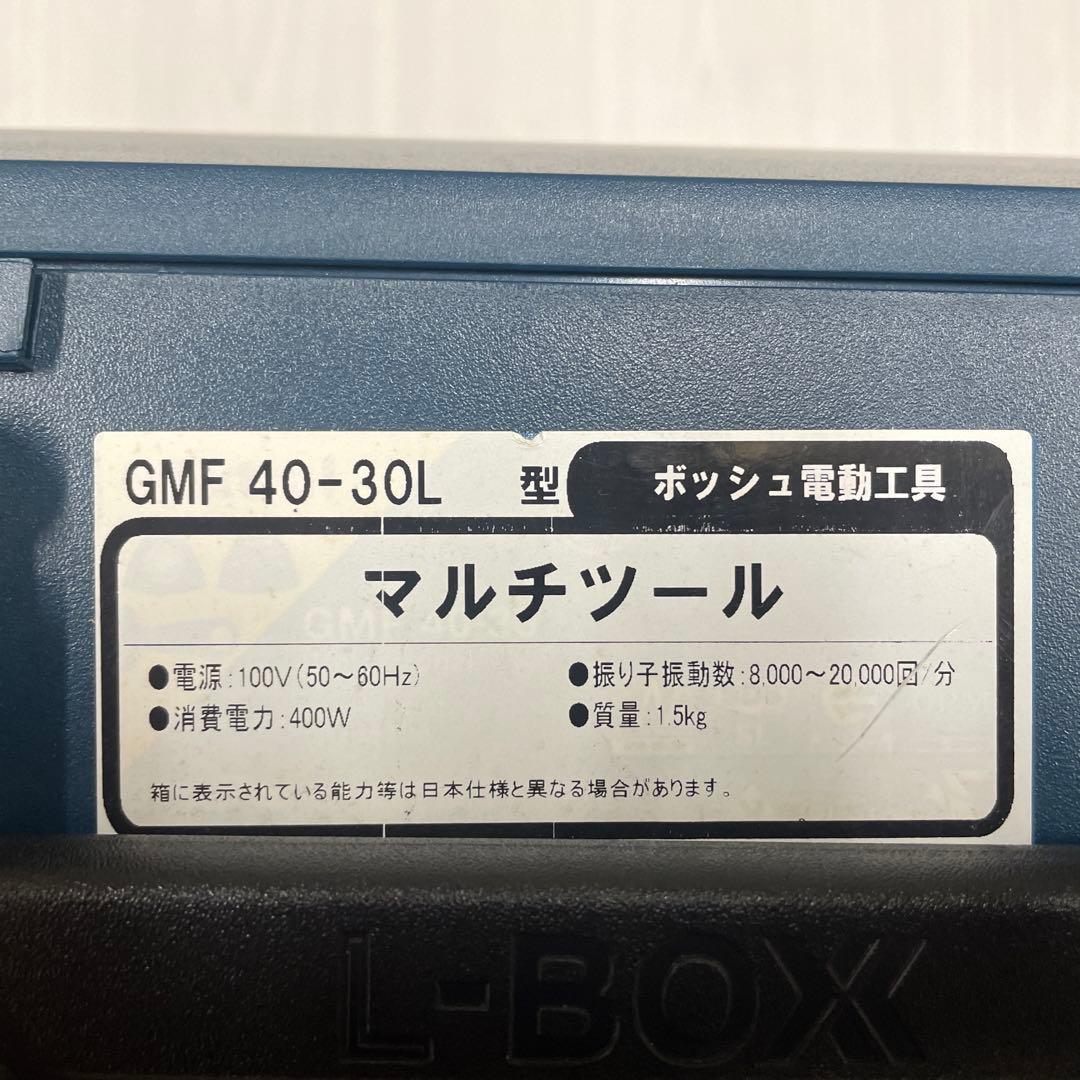 GMF 40-30L 型 ボッシュ電動工具
マルチツール
●電源:100V(50～60Hz) ●振り子振動数:8,000～20,000回/分
●消費電力:400W ●質量:1.5kg
箱に表示されている能力等は日本仕様と異なる場合があります。
L-BOXX